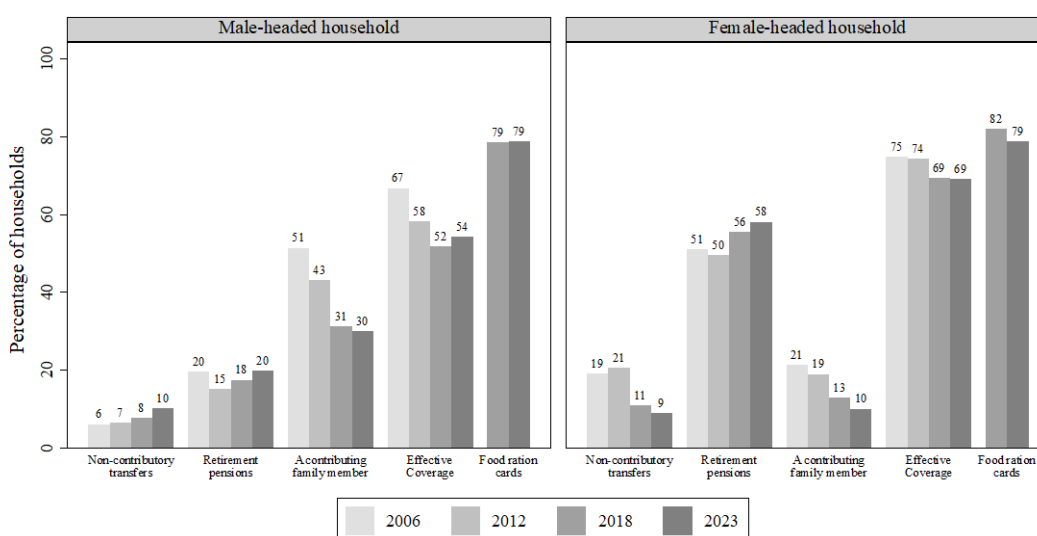 Male-headed household
Female-headed household
Percentage of households
100
80
60
40
20
0
6
7
8
10
20
15
18
20
51
43
31
30
67
58
52
54
79
79
19
21
11
9
51
50
56
58
21
19
13
10
75
74
69
69
82
79
Non-contributory
transfers
Retirement
pensions
A contributing
family member
Effective
Coverage
Food ration
cards
Non-contributory
transfers
Retirement
pensions
A contributing
family member
Effective
Coverage
Food ration
cards
2006
2012
2018
2023